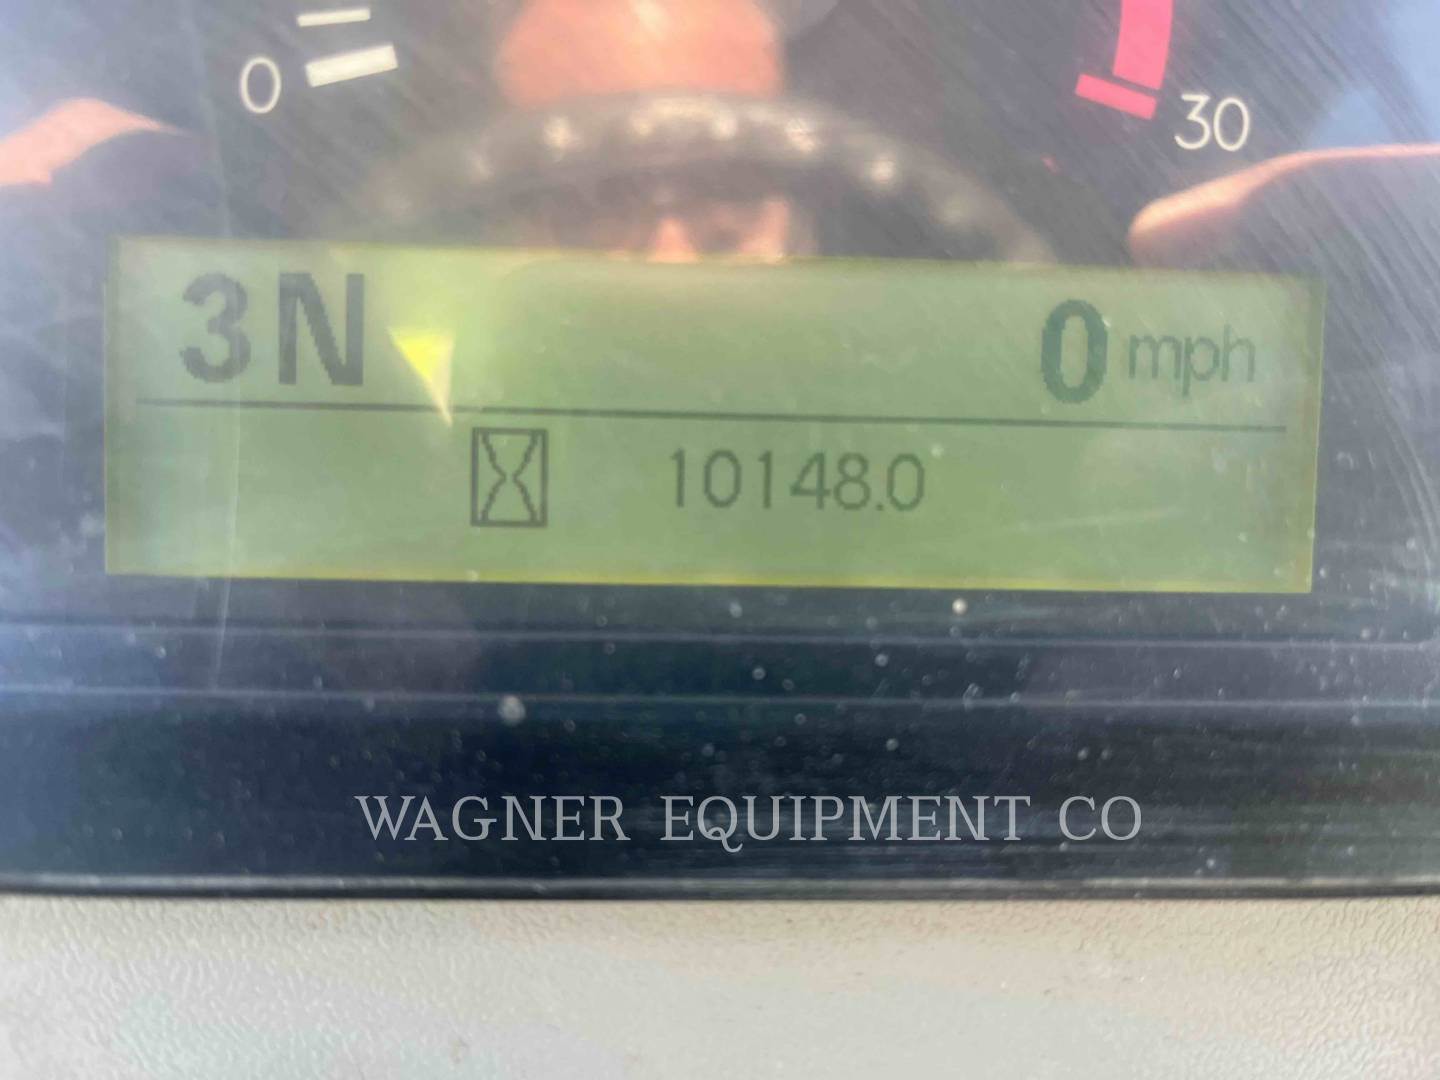 0
30
3N 0 mph
10148.0
WAGNER EQUIPMENT CO